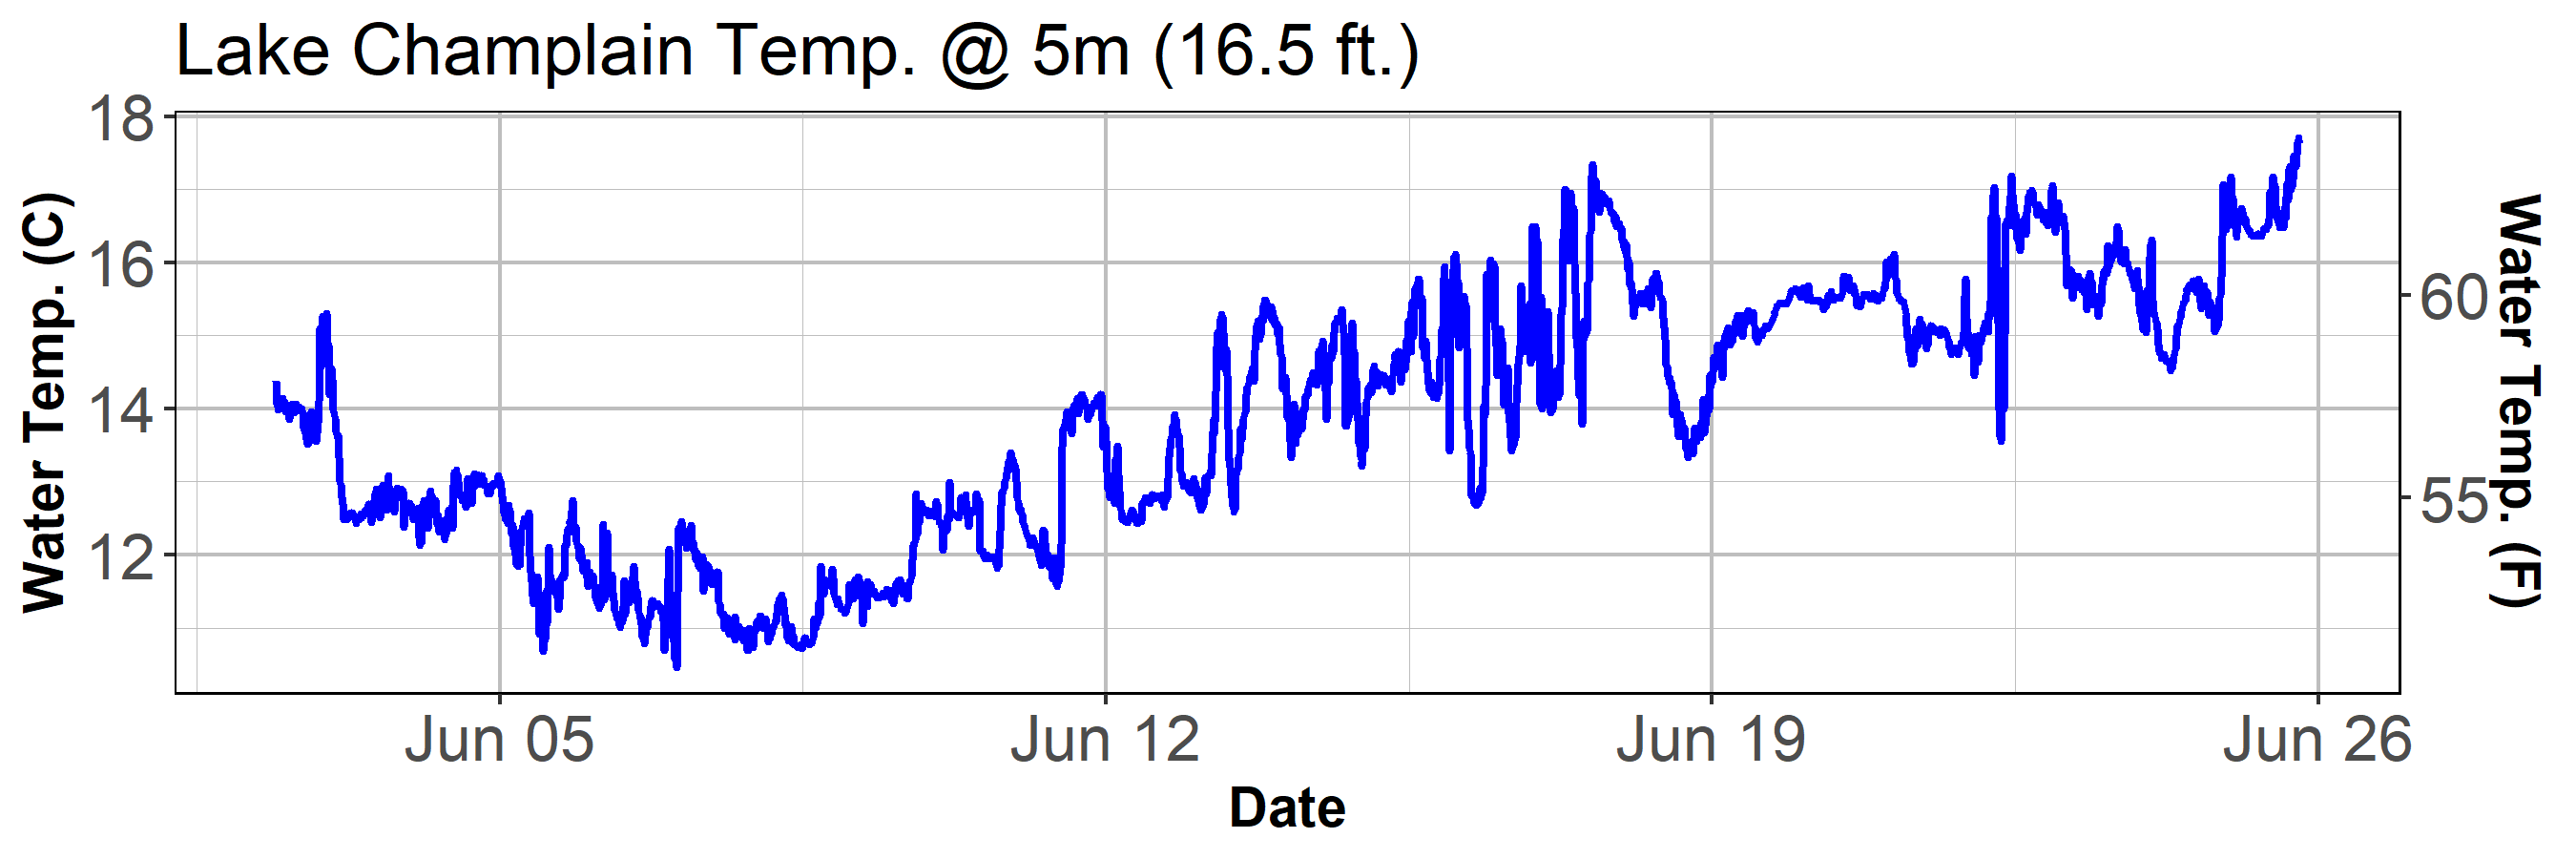 Lake Champlain Temp. @ 5m (16.5 ft.)
Water Temp. (C)
18
16
14
12
60
55
Water Temp. (F)
Jun 05
Jun 12
Jun 19
Jun 26
Date